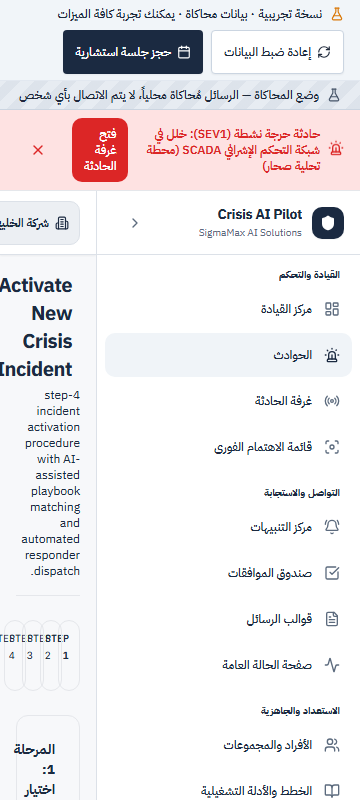 نسخة تجريبية · بيانات محاكاة · يمكنك تجربة كافة الميزات
إعادة ضبط البيانات
حجز جلسة استشارية
وضع المحاكاة — الرسائل مُحاكاة محلياً، لا يتم الاتصال بأي شخص
حادثة حرجة نشطة (SEV1): خلل في
شبكة التحكم الإشرافي SCADA (محطة
تحلية صحار)
فتح
غرفة
الحادثة
Crisis AI Pilot
SigmaMax AI Solutions
القيادة والتحكم
مركز القيادة
الحوادث
غرفة الحادثة
قائمة الاهتمام الفوري
التواصل والاستجابة
مركز التنبيهات
صندوق الموافقات
قوالب الرسائل
صفحة الحالة العامة
الاستعداد والجاهزية
الأفراد والمجموعات
الخطط والأدلة التشغيلية
شركة
Activate
New
Crisis
Incident
step-4
incident
activation
procedure
with AI-
assisted
playbook
matching
and
automated
responder
.dispatch
STEP
1
2
3
4
المرحلة
1:
اختيار